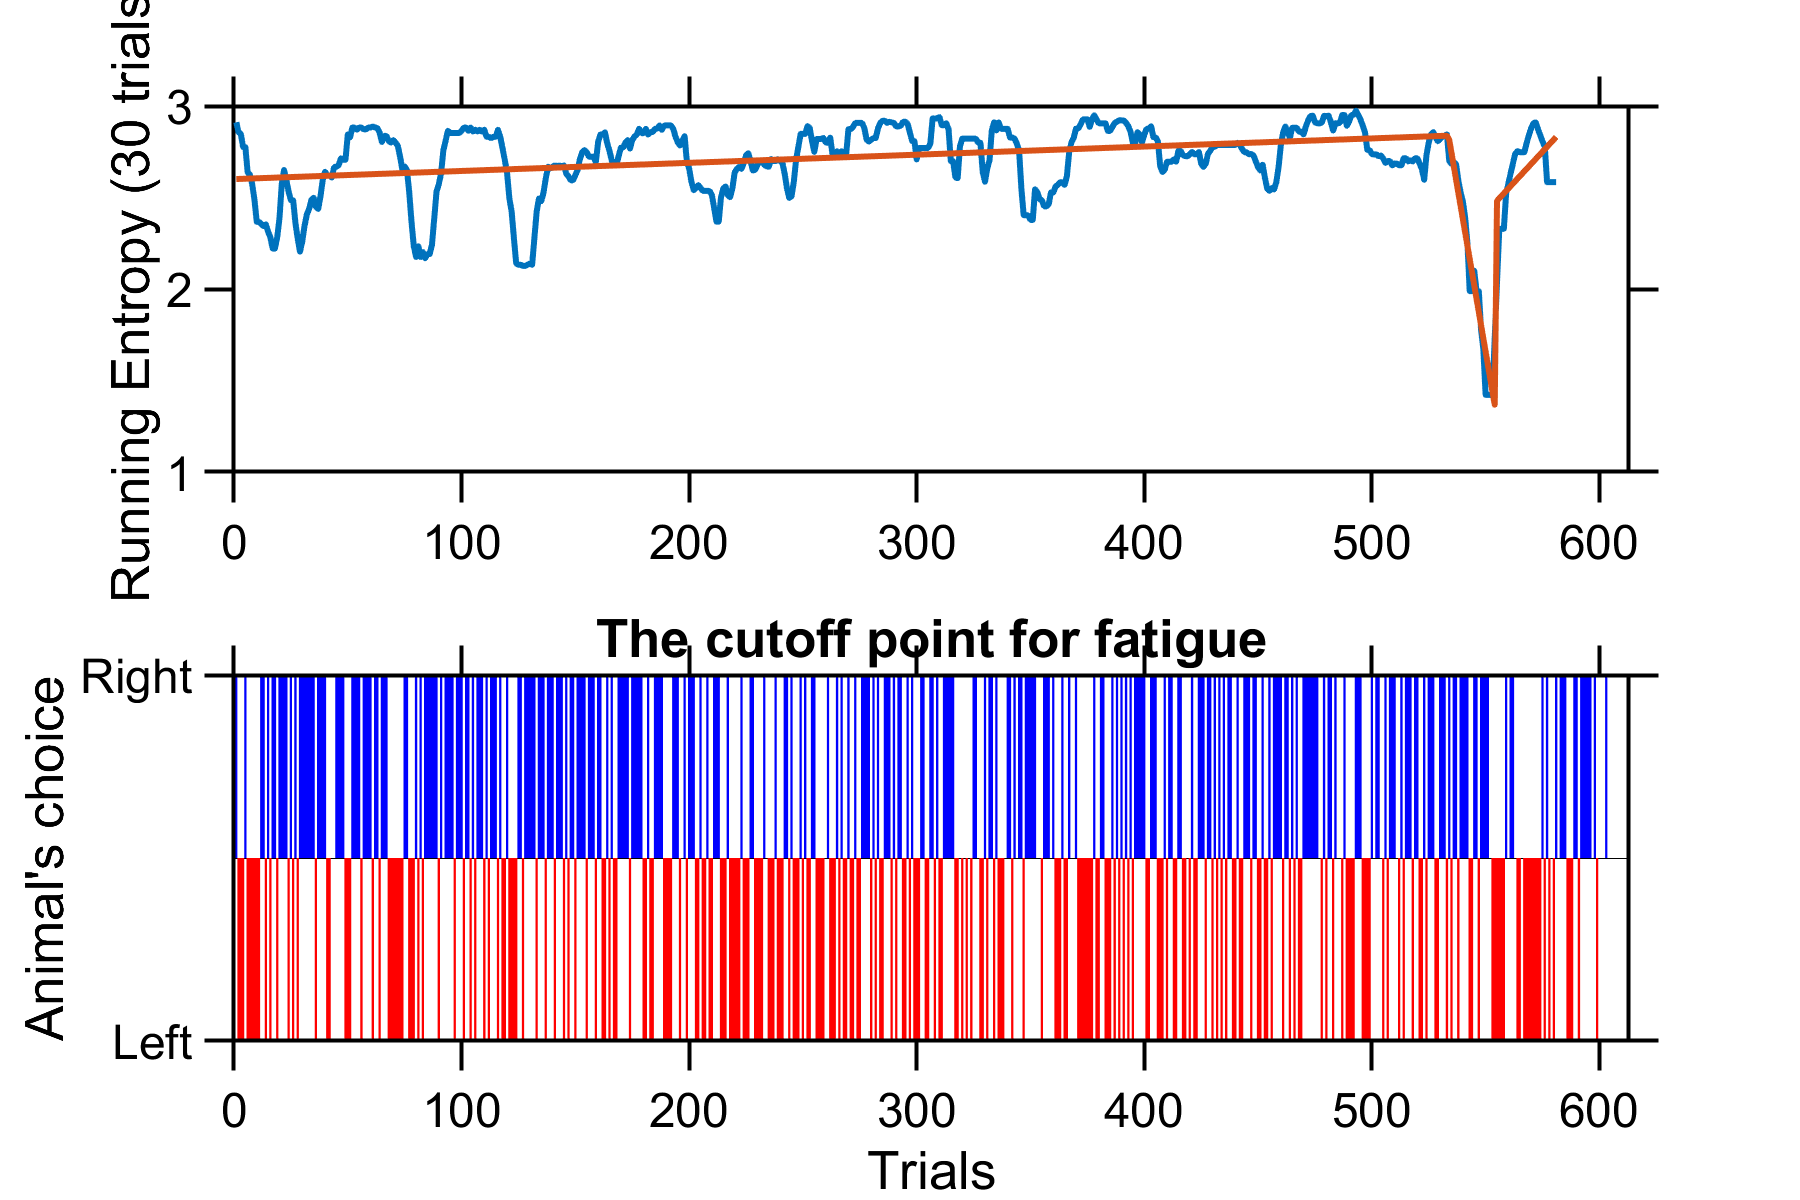 Running Entropy (30 trials
3
2
1
0 100 200 300 400 500 600
The cutoff point for fatigue
Animal's choice
Right
Left
0 100 200 300 400 500 600
Trials